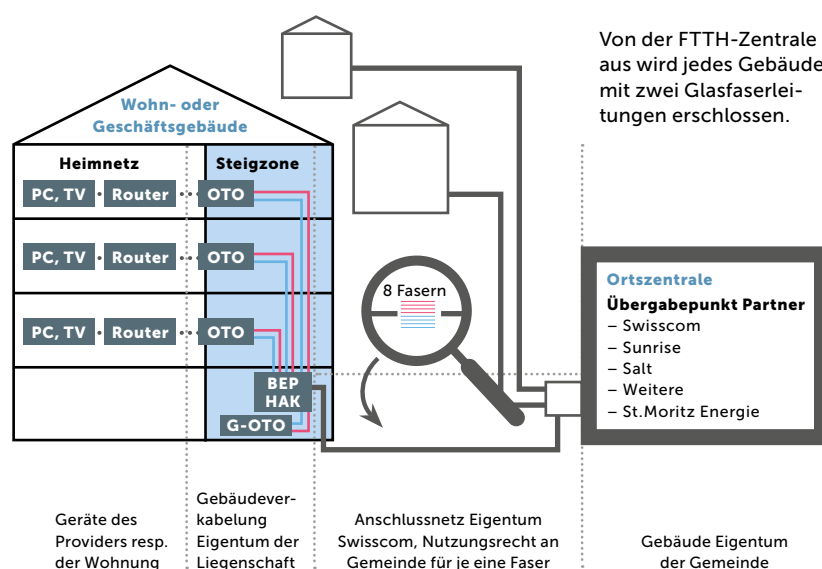 Von der FTTH-Zentrale
aus wird jedes Gebäude
mit zwei Glasfaserlei-
tungen erschlossen.
Wohn- oder
Geschäftsgebäude
Heimnetz
Steigzone
PC, TV
Router
OTO
PC, TV
Router
OTO
PC, TV
Router
OTO
BEP
HAK
G-OTO
8 Fasern
Ortszentrale
Übergabepunkt Partner
– Swisscom
– Sunrise
– Salt
– Weitere
– St.Moritz Energie
Geräte des
Providers resp.
der Wohnung
Gebäudever-
kabelung
Eigentum der
Liegenschaft
Anschlussnetz Eigentum
Swisscom, Nutzungsrecht an
Gemeinde für je eine Faser
Gebäude Eigentum
der Gemeinde